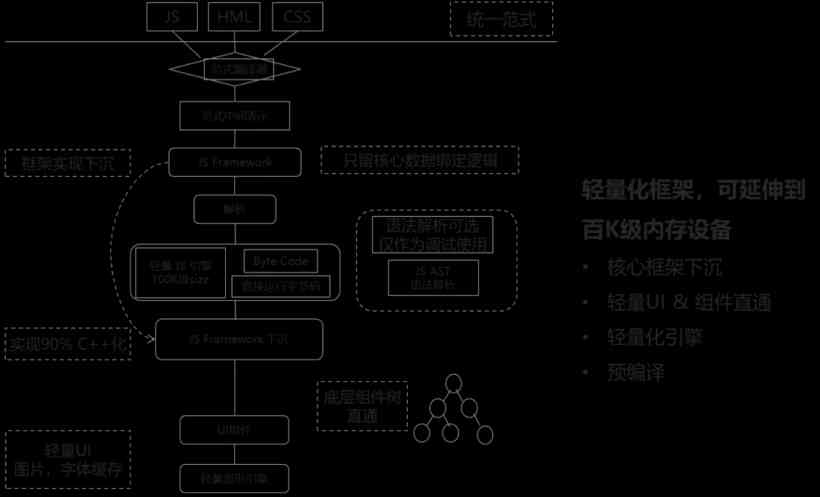 JS
HML
CSS
统一范式
范式编译器
框架实现下沉
JS Framework
只留核心数据绑定逻辑
解析
轻量 JS 引擎
100KB size
Byte Code
直接运行字节码
语法解析可选
仅作为调试使用
JS AST
语法解析
实现90% C++化
JS Framework 下沉
底层组件树
直通
UI组件
轻量UI
图片、字体缓存
轻量图形引擎
轻量化框架，可延伸到
百K级内存设备
• 核心框架下沉
• 轻量UI & 组件直通
• 轻量化引擎
• 预编译